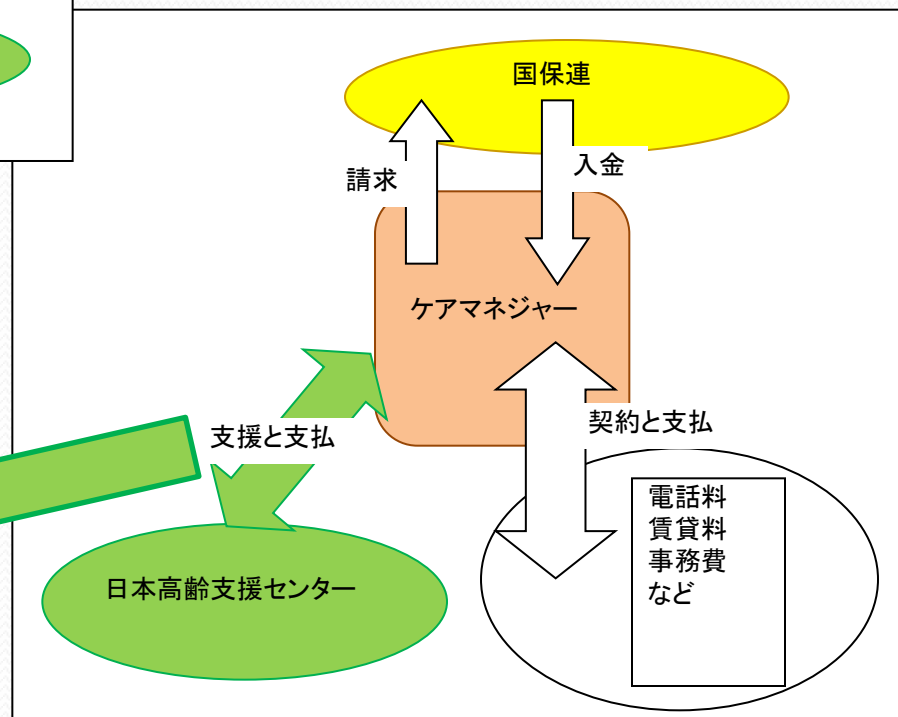 国保連
入金
請求
ケアマネジャー
支援と支払
契約と支払
電話料
賃貸料
事務費
など
日本高齢支援センター